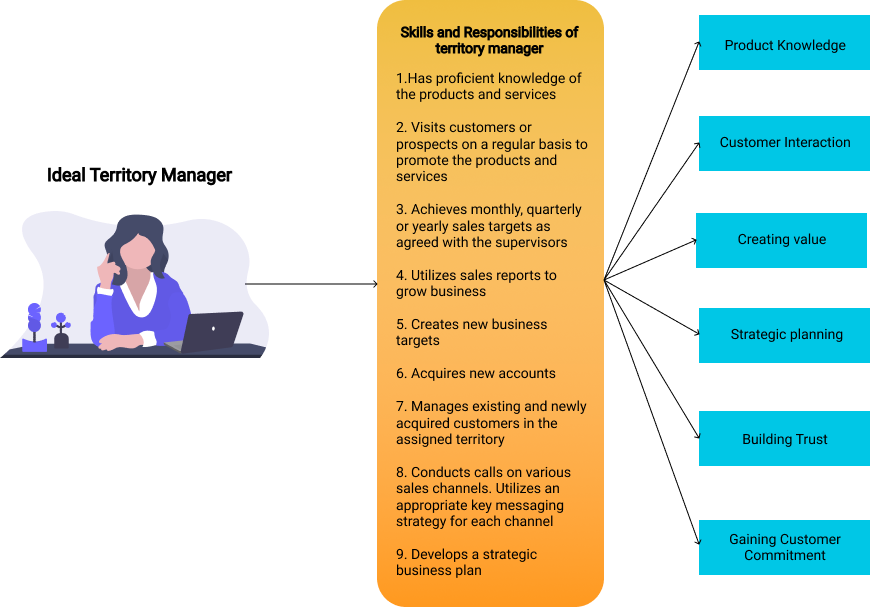 Ideal Territory Manager
Skills and Responsibilities of
territory manager
1.Has proficient knowledge of
the products and services
2. Visits customers or
prospects on a regular basis to
promote the products and
services
3. Achieves monthly, quarterly
or yearly sales targets as
agreed with the supervisors
4. Utilizes sales reports to
grow business
5. Creates new business
targets
6. Acquires new accounts
7. Manages existing and newly
acquired customers in the
assigned territory
8. Conducts calls on various
sales channels. Utilizes an
appropriate key messaging
strategy for each channel
9. Develops a strategic
business plan
Product Knowledge
Customer Interaction
Creating value
Strategic planning
Building Trust
Gaining Customer
Commitment